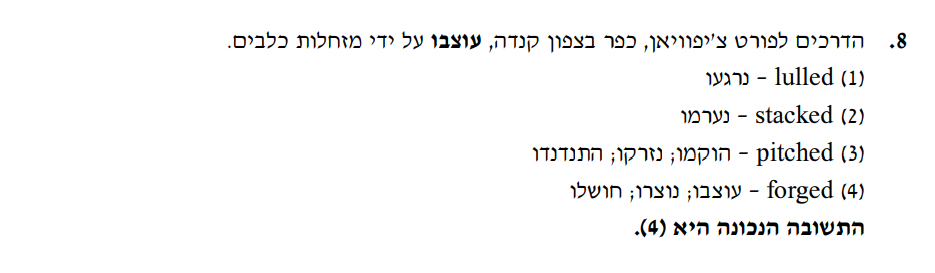 8. הדרכים לפורט צ'יפוויאן, כפר בצפון קנדה, עוצבו על ידי מזחלות כלבים.
(1) lulled – נרגעו
(2) stacked – נערמו
(3) pitched – הוקמו; נזרקו; התנדנדו
(4) forged – עוצבו; נוצרו; חושלו
התשובה הנכונה היא (4).